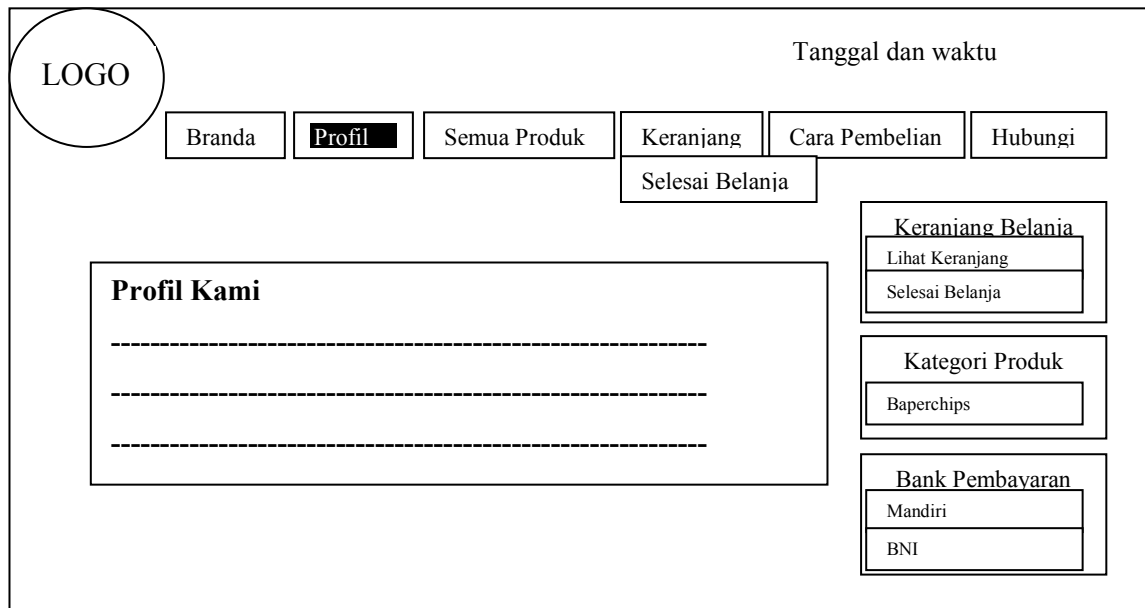 LOGO
Tanggal dan waktu
Branda
Profil
Semua Produk
Keranjang
Cara Pembelian
Hubungi
Selesai Belanja
Keranjang Belanja
Lihat Keranjang
Selesai Belanja
Profil Kami
Kategori Produk
Baperchips
Bank Pembayaran
Mandiri
BNI